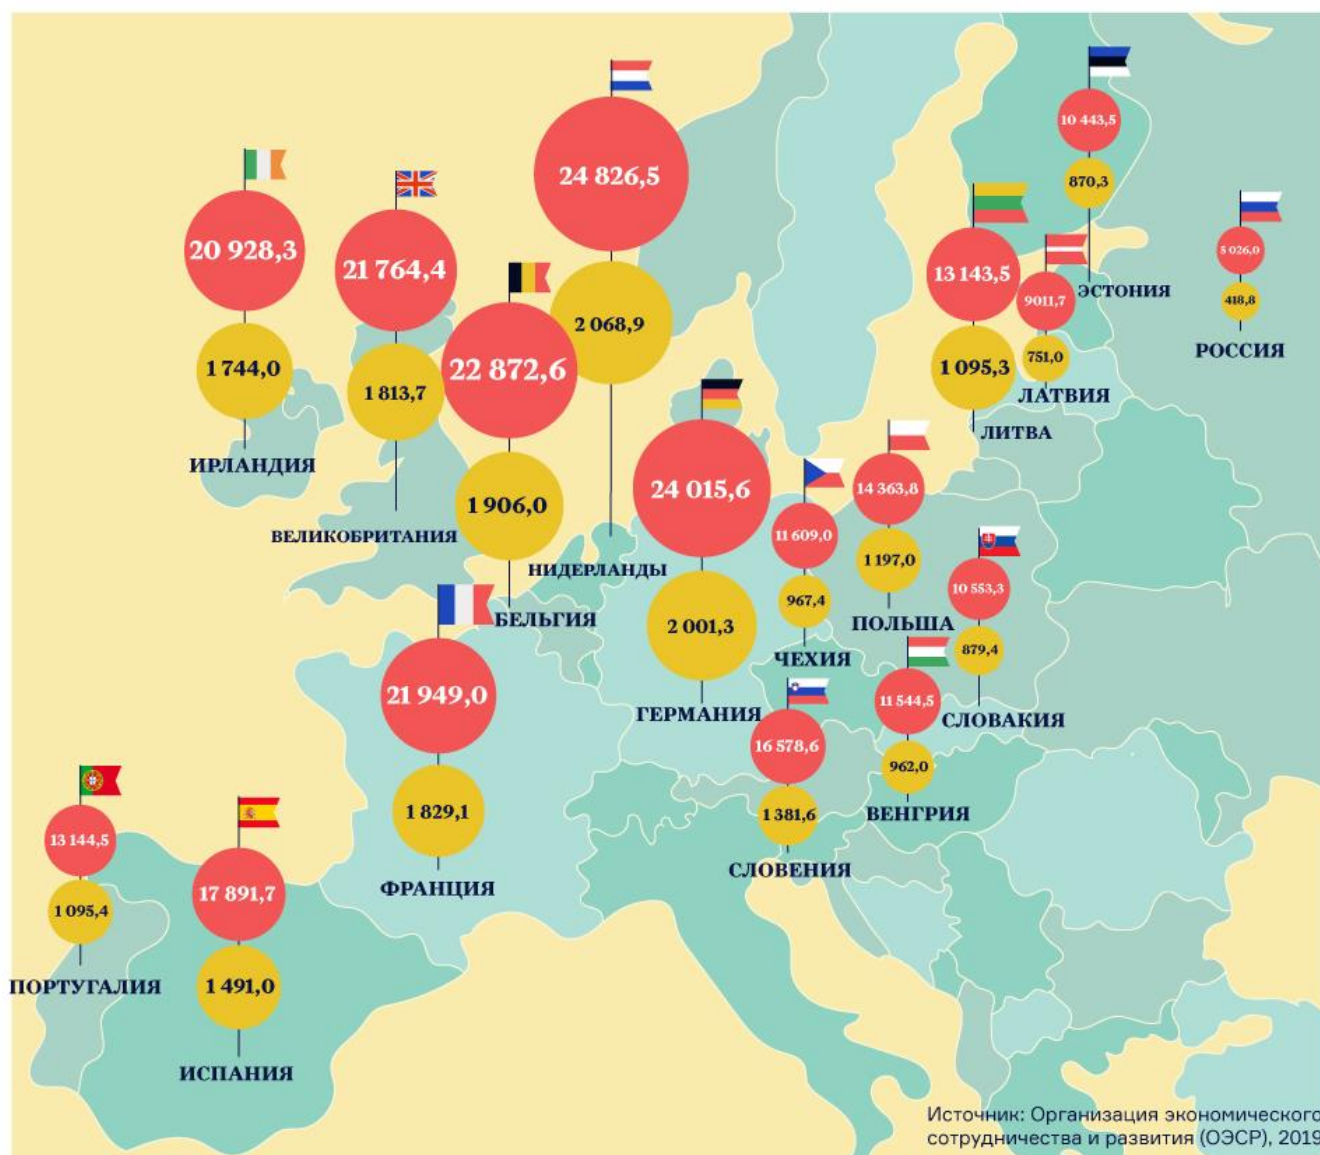 24 826,5
2 068,9
НИДЕРЛАНДЫ
10 443,5
870,3
ЭСТОНИЯ
20 928,3
1 744,0
ИРЛАНДИЯ
21 764,4
1 813,7
ВЕЛИКОБРИТАНИЯ
22 872,6
1 906,0
БЕЛЬГИЯ
13 143,5
1 095,3
ЛИТВА
9011,7
751,0
ЛАТВИЯ
5 026,0
418,8
РОССИЯ
24 015,6
2 001,3
ГЕРМАНИЯ
11 609,0
967,4
ЧЕХИЯ
14 363,8
1 197,0
ПОЛЬША
10 553,3
879,4
СЛОВАКИЯ
21 949,0
1 829,1
ФРАНЦИЯ
16 578,6
1 381,6
СЛОВЕНИЯ
11 544,5
962,0
ВЕНГРИЯ
13 144,5
1 095,4
ПОРТУГАЛИЯ
17 891,7
1 491,0
ИСПАНИЯ
Источник: Организация экономического
сотрудничества и развития (ОЭСР), 2019